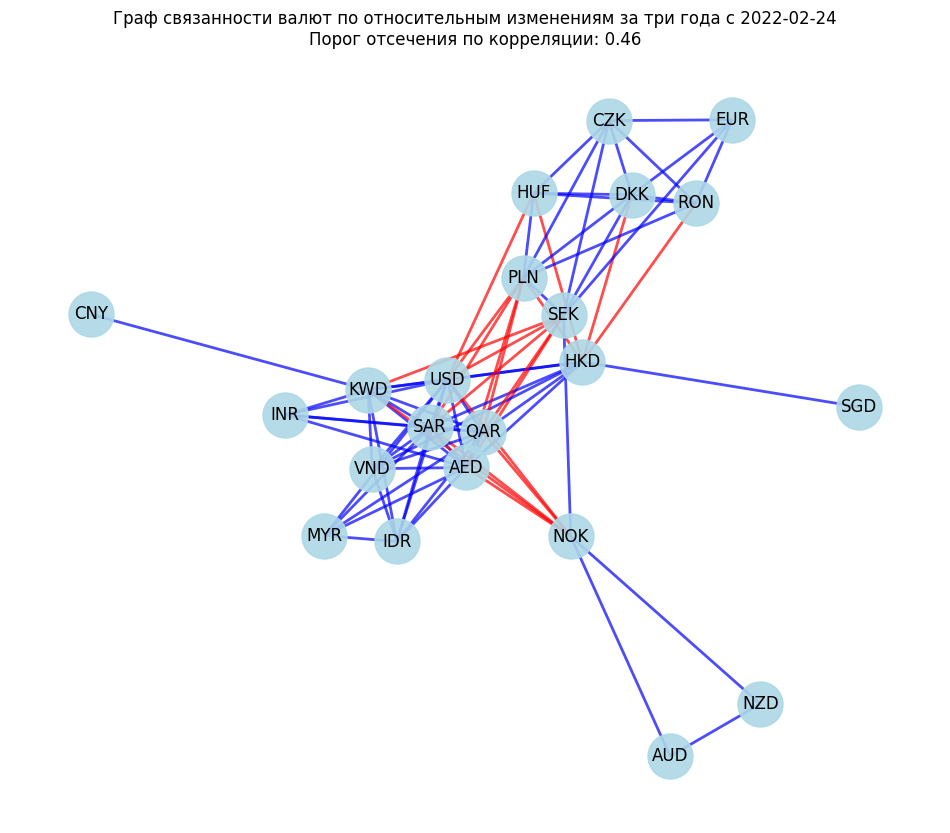 Граф связанности валют по относительным изменениям за три года с 2022-02-24
Порог отсечения по корреляции: 0.46
CZK
EUR
HUF
DKK
RON
PLN
SEK
CNY
HKD
USD
KWD
SGD
INR
SAR
QAR
VND
AED
MYR
IDR
NOK
NZD
AUD